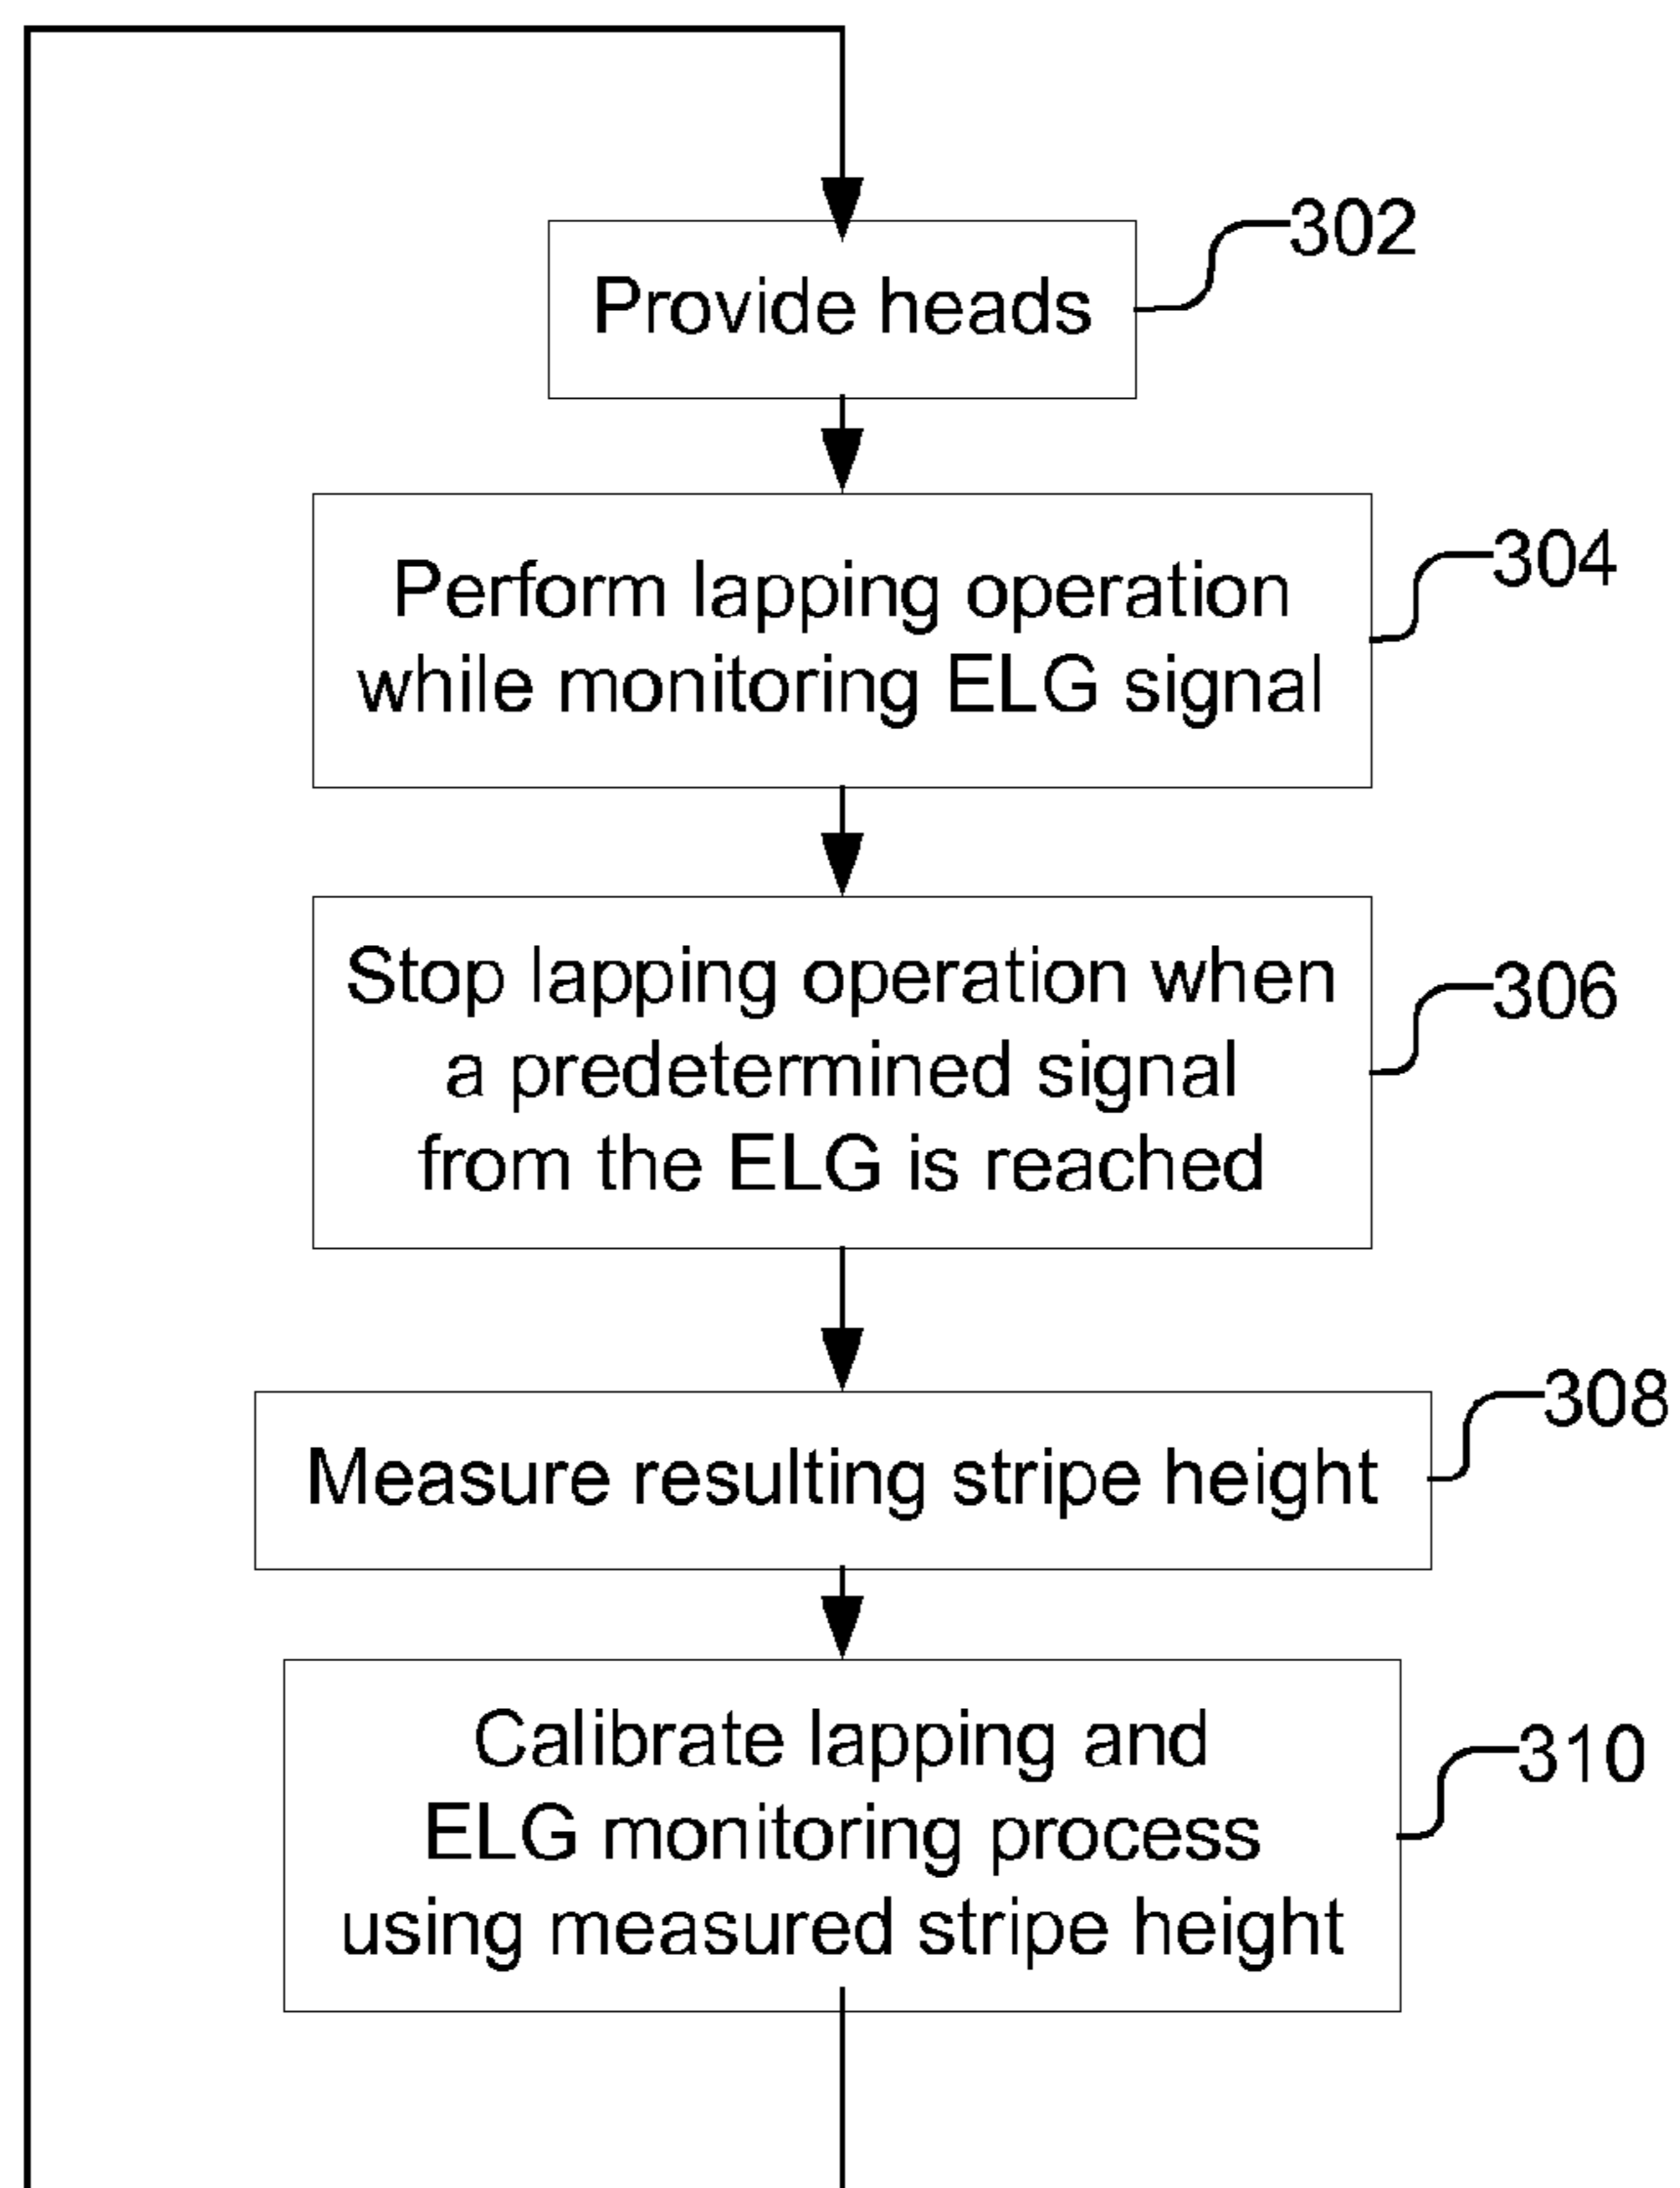 302
Provide heads
304
Perform lapping operation
while monitoring ELG signal
306
Stop lapping operation when
a predetermined signal
from the ELG is reached
308
Measure resulting stripe height
310
Calibrate lapping and
ELG monitoring process
using measured stripe height